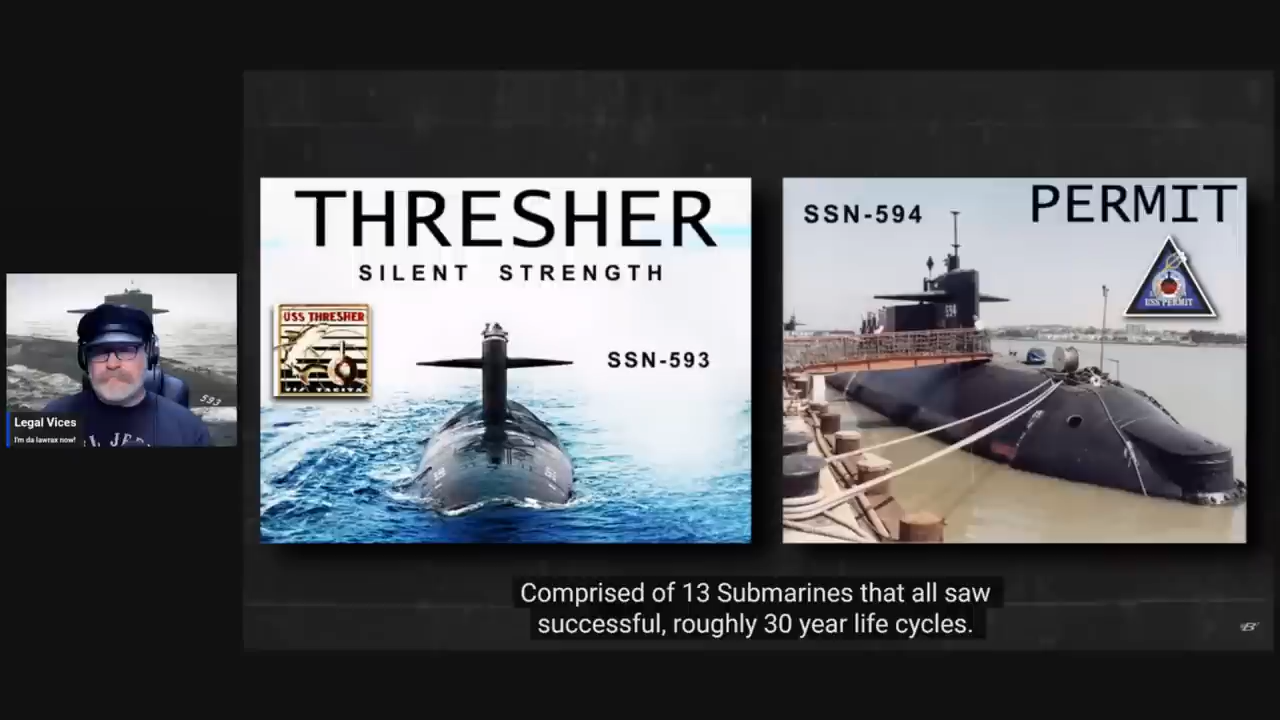 THRESHER
SILENT STRENGTH
USS THRESHER
SSN-593
SSN-594
PERMIT
594
USS PERMIT
593
Legal Vices
I'm da lawrax now!
Comprised of 13 Submarines that all saw
successful, roughly 30 year life cycles.